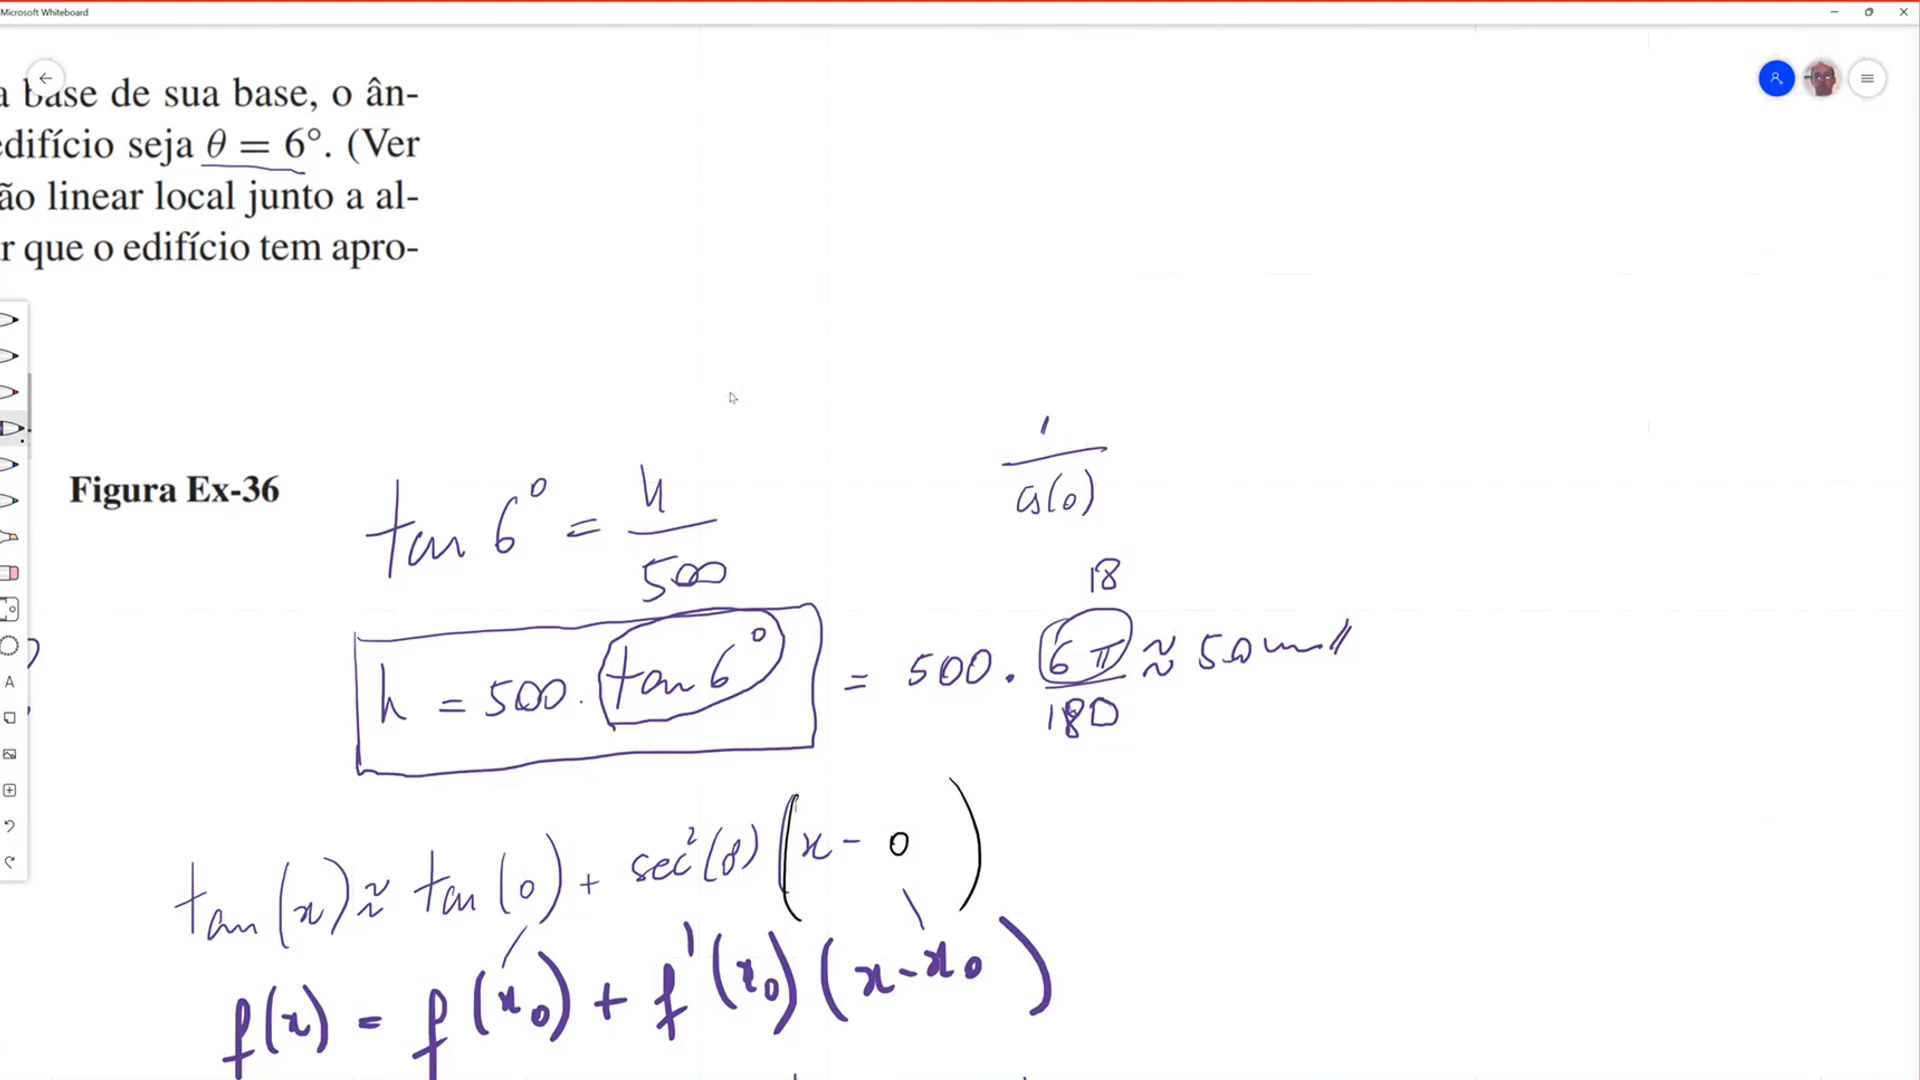 Microsoft Whiteboard
a base de sua base, o ân-
edifício seja θ = 6°. (Ver
ão linear local junto a al-
r que o edifício tem apro-
Figura Ex-36
tan 6° = h/500
1/cos(0)
18
h = 500 . tan 6° = 500 . 6π/180 ≈ 50m
tan(x) ≈ tan(0) + sec²(0)(x - 0)
f(x) = f(x₀) + f'(x₀)(x-x₀)